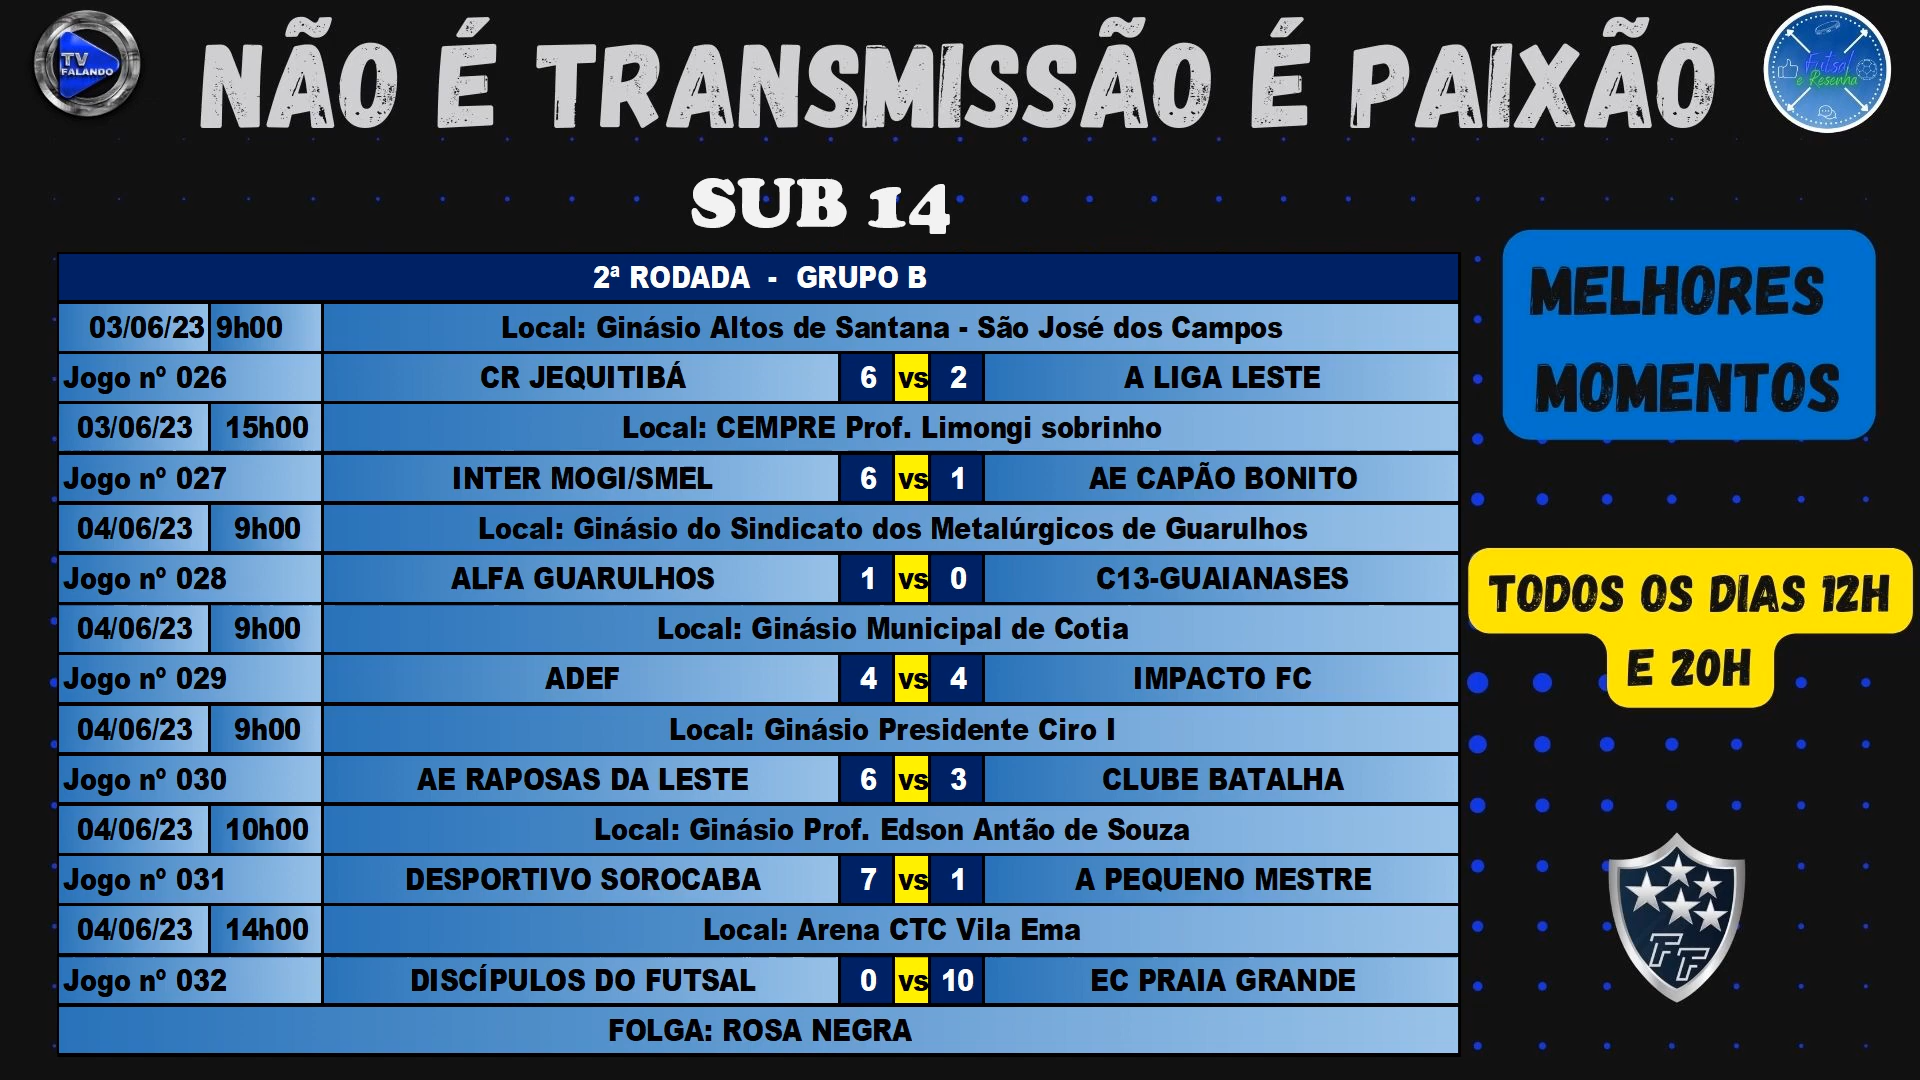 TV
FALANDO
NÃO É TRANSMISSÃO É PAIXÃO
Futsal
e Resenha
SUB 14
2ª RODADA - GRUPO B
03/06/23 9h00 Local: Ginásio Altos de Santana - São José dos Campos
Jogo nº 026 CR JEQUITIBÁ 6 vs 2 A LIGA LESTE
03/06/23 15h00 Local: CEMPRE Prof. Limongi sobrinho
Jogo nº 027 INTER MOGI/SMEL 6 vs 1 AE CAPÃO BONITO
04/06/23 9h00 Local: Ginásio do Sindicato dos Metalúrgicos de Guarulhos
Jogo nº 028 ALFA GUARULHOS 1 vs 0 C13-GUAIANASES
04/06/23 9h00 Local: Ginásio Municipal de Cotia
Jogo nº 029 ADEF 4 vs 4 IMPACTO FC
04/06/23 9h00 Local: Ginásio Presidente Ciro I
Jogo nº 030 AE RAPOSAS DA LESTE 6 vs 3 CLUBE BATALHA
04/06/23 10h00 Local: Ginásio Prof. Edson Antão de Souza
Jogo nº 031 DESPORTIVO SOROCABA 7 vs 1 A PEQUENO MESTRE
04/06/23 14h00 Local: Arena CTC Vila Ema
Jogo nº 032 DISCÍPULOS DO FUTSAL 0 vs 10 EC PRAIA GRANDE
FOLGA: ROSA NEGRA
MELHORES
MOMENTOS
TODOS OS DIAS 12H
E 20H
FF